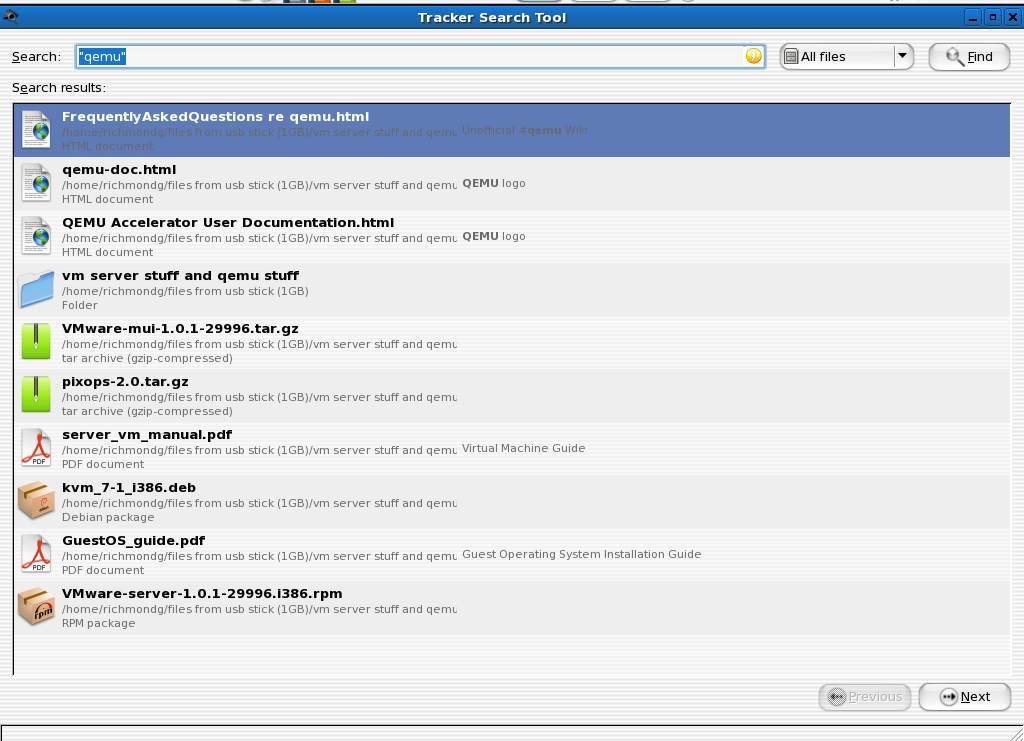 Tracker Search Tool
Search: "qemu" All files Find
Search results:
FrequentlyAskedQuestions re qemu.html
/home/richmondg/files from usb stick (1GB)/vm server stuff and qemu Unofficial #qemu Wiki
HTML document
qemu-doc.html
/home/richmondg/files from usb stick (1GB)/vm server stuff and qemu QEMU logo
HTML document
QEMU Accelerator User Documentation.html
/home/richmondg/files from usb stick (1GB)/vm server stuff and qemu QEMU logo
HTML document
vm server stuff and qemu stuff
/home/richmondg/files from usb stick (1GB)
Folder
VMware-mui-1.0.1-29996.tar.gz
/home/richmondg/files from usb stick (1GB)/vm server stuff and qemu
tar archive (gzip-compressed)
pixops-2.0.tar.gz
/home/richmondg/files from usb stick (1GB)/vm server stuff and qemu
tar archive (gzip-compressed)
server_vm_manual.pdf
/home/richmondg/files from usb stick (1GB)/vm server stuff and qemu Virtual Machine Guide
PDF PDF document
kvm_7-1_i386.deb
/home/richmondg/files from usb stick (1GB)/vm server stuff and qemu
Debian package
GuestOS_guide.pdf
/home/richmondg/files from usb stick (1GB)/vm server stuff and qemu Guest Operating System Installation Guide
PDF PDF document
VMware-server-1.0.1-29996.i386.rpm
rpm /home/richmondg/files from usb stick (1GB)/vm server stuff and qemu
RPM package
Previous Next